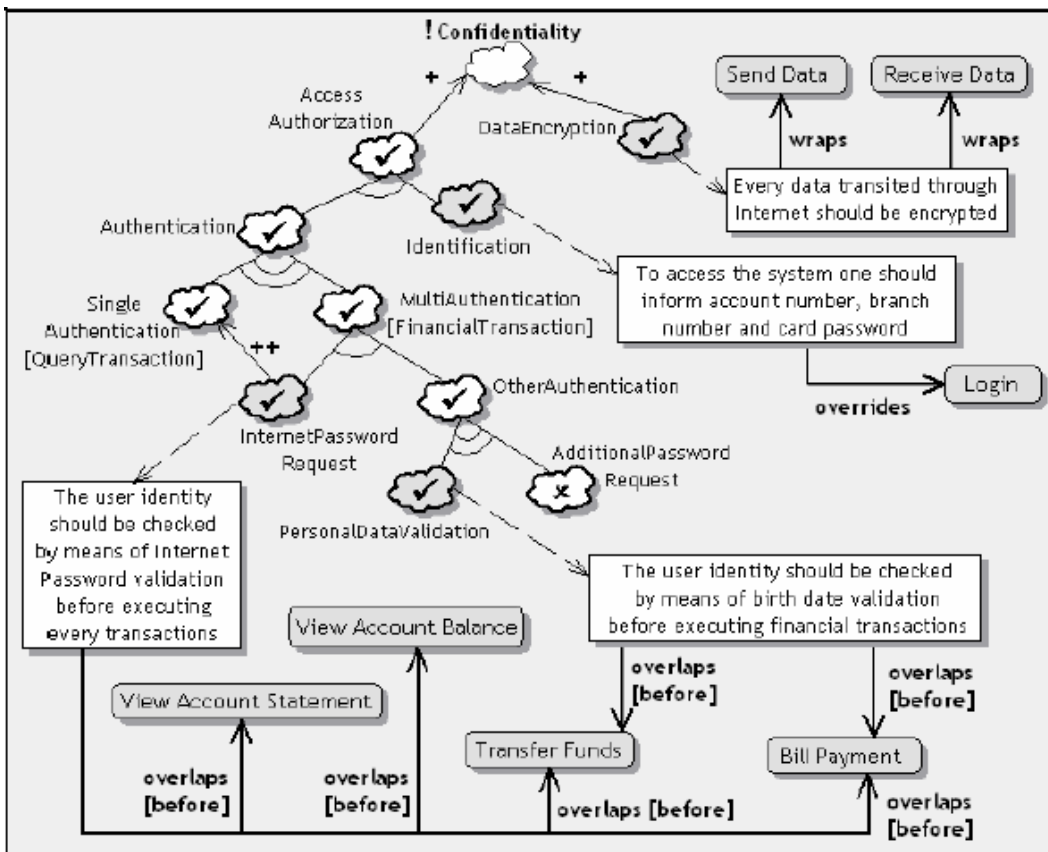 ! Confidentiality
+
+
Send Data
Receive Data
Access
Authorization
DataEncryption
wraps
wraps
Every data transited through
Internet should be encrypted
Authentication
Identification
To access the system one should
inform account number, branch
number and card password
Single
Authentication
[QueryTransaction]
MultiAuthentication
[FinancialTransaction]
++
Login
overrides
OtherAuthentication
InternetPassword
Request
AdditionalPassword
Request
The user identity
should be checked
by means of Internet
Password validation
before executing
every transactions
PersonalDataValidation
The user identity should be checked
by means of birth date validation
before executing financial transactions
View Account Balance
overlaps
[before]
overlaps
[before]
View Account Statement
Transfer Funds
Bill Payment
overlaps
[before]
overlaps
[before]
overlaps [before]
overlaps
[before]